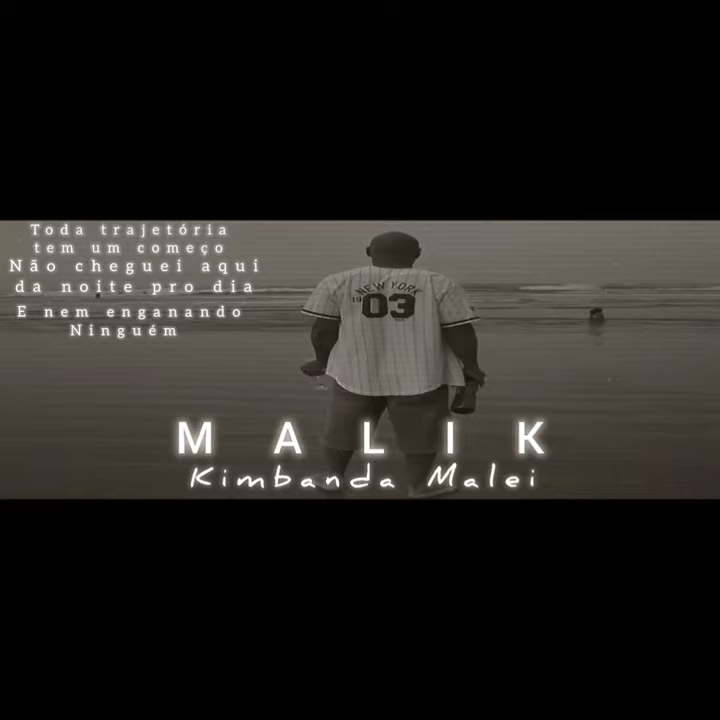 Toda trajetória
tem um começo
Não cheguei aqui
da noite pro dia
E nem enganando
Ninguém
NEW YORK
19 03
M A L I K
Kimbanda Malei